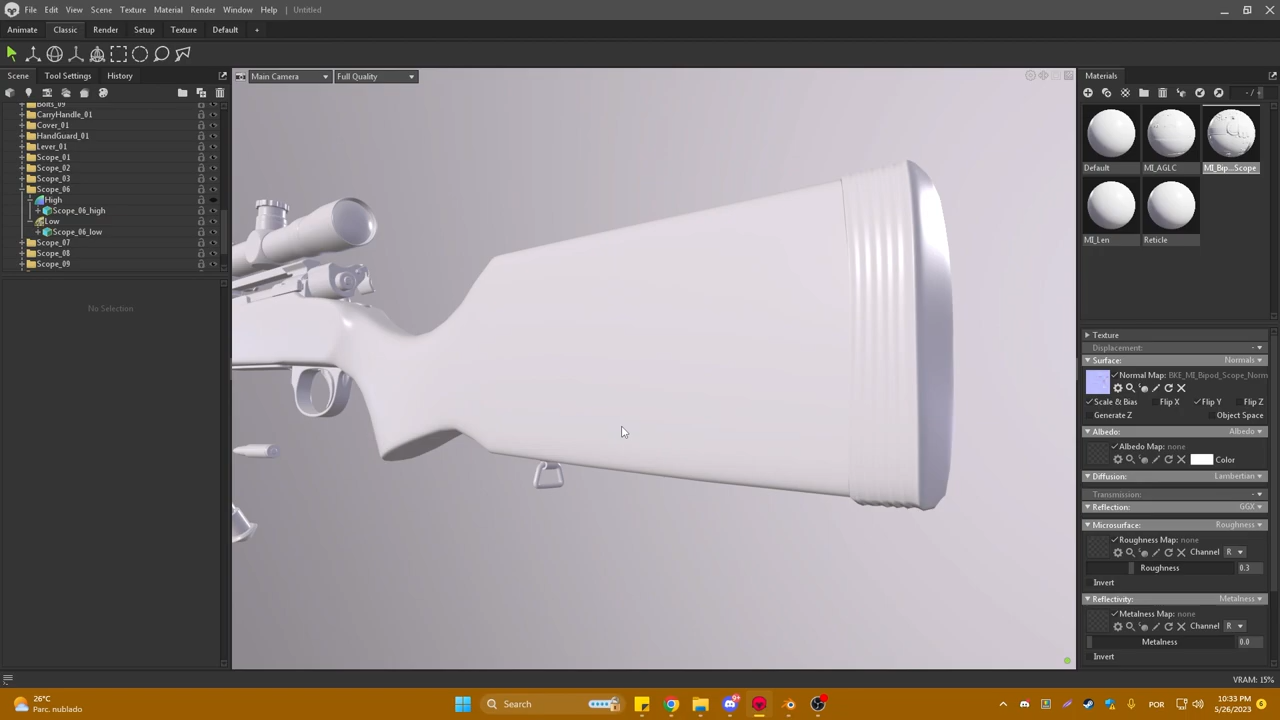 File Edit View Scene Texture Material Render Window Help Untitled
Animate Classic Render Setup Texture Default +
Scene Tool Settings History
Main Camera Full Quality
Materials
Bolts_09
CarryHandle_01
Cover_01
HandGuard_01
Lever_01
Scope_01
Scope_02
Scope_03
Scope_06
High
Scope_06_high
Low
Scope_06_low
Scope_07
Scope_08
Scope_09
No Selection
- /
Default MI_AGLC MI_Bip...Scope
MI_Len Reticle
Texture
Displacement: -
Surface: Normals
Normal Map: BKE_MI_Bipod_Scope_Norm
Scale & Bias Flip X Flip Y Flip Z
Generate Z Object Space
Albedo: Albedo
Albedo Map: none
Color
Diffusion: Lambertian
Transmission: -
Reflection: GGX
Microsurface: Roughness
Roughness Map: none
Channel R
Roughness 0.3
Invert
Reflectivity: Metalness
Metalness Map: none
Channel R
Metalness 0.0
Invert
VRAM: 15%
26°C
Parc. nublado
Search
POR
10:33 PM
5/26/2023